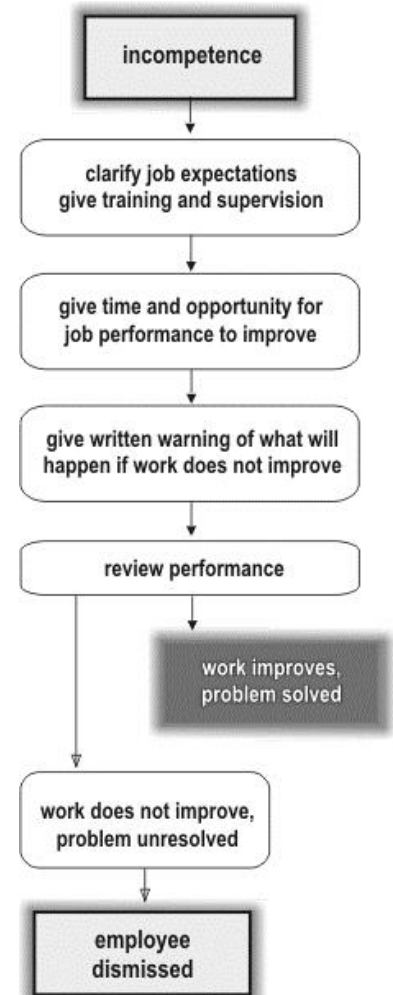 incompetence
clarify job expectations
give training and supervision
give time and opportunity for
job performance to improve
give written warning of what will
happen if work does not improve
review performance
work improves,
problem solved
work does not improve,
problem unresolved
employee
dismissed